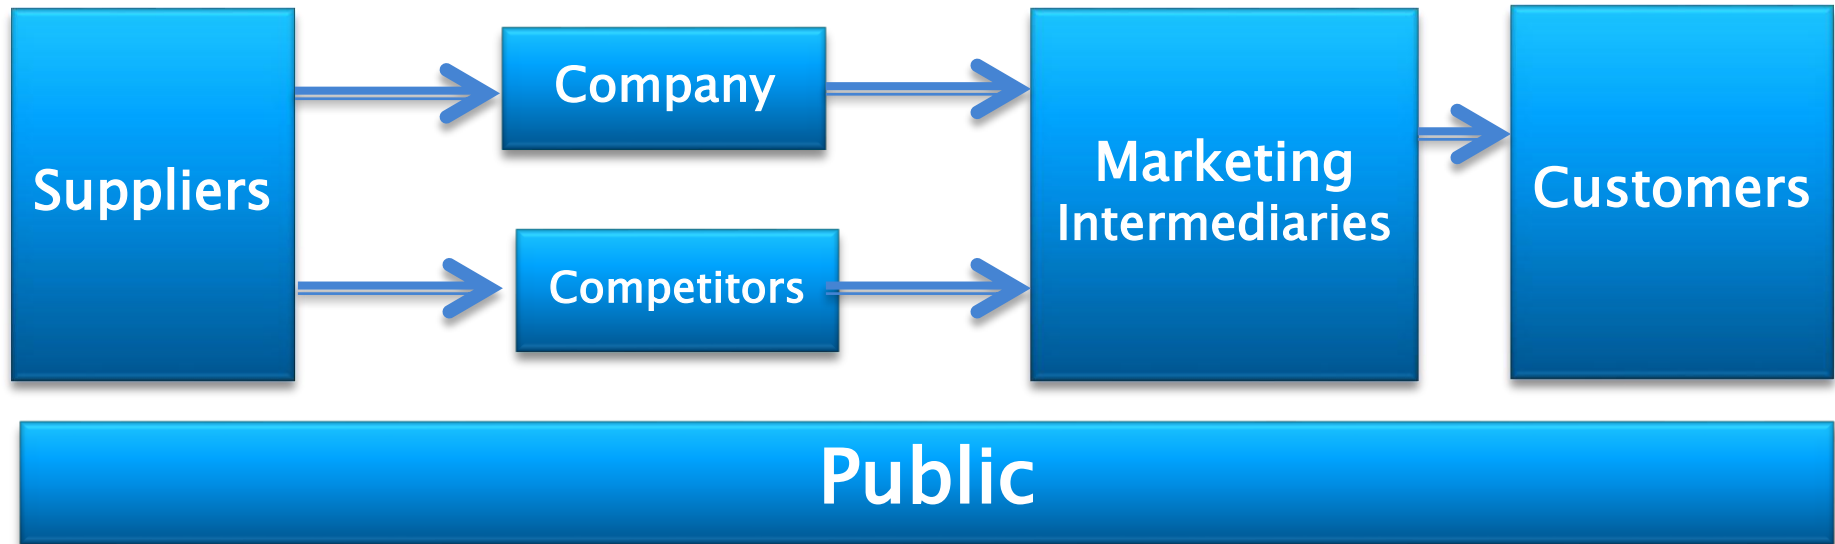 Suppliers
Company
Competitors
Marketing
Intermediaries
Customers
Public